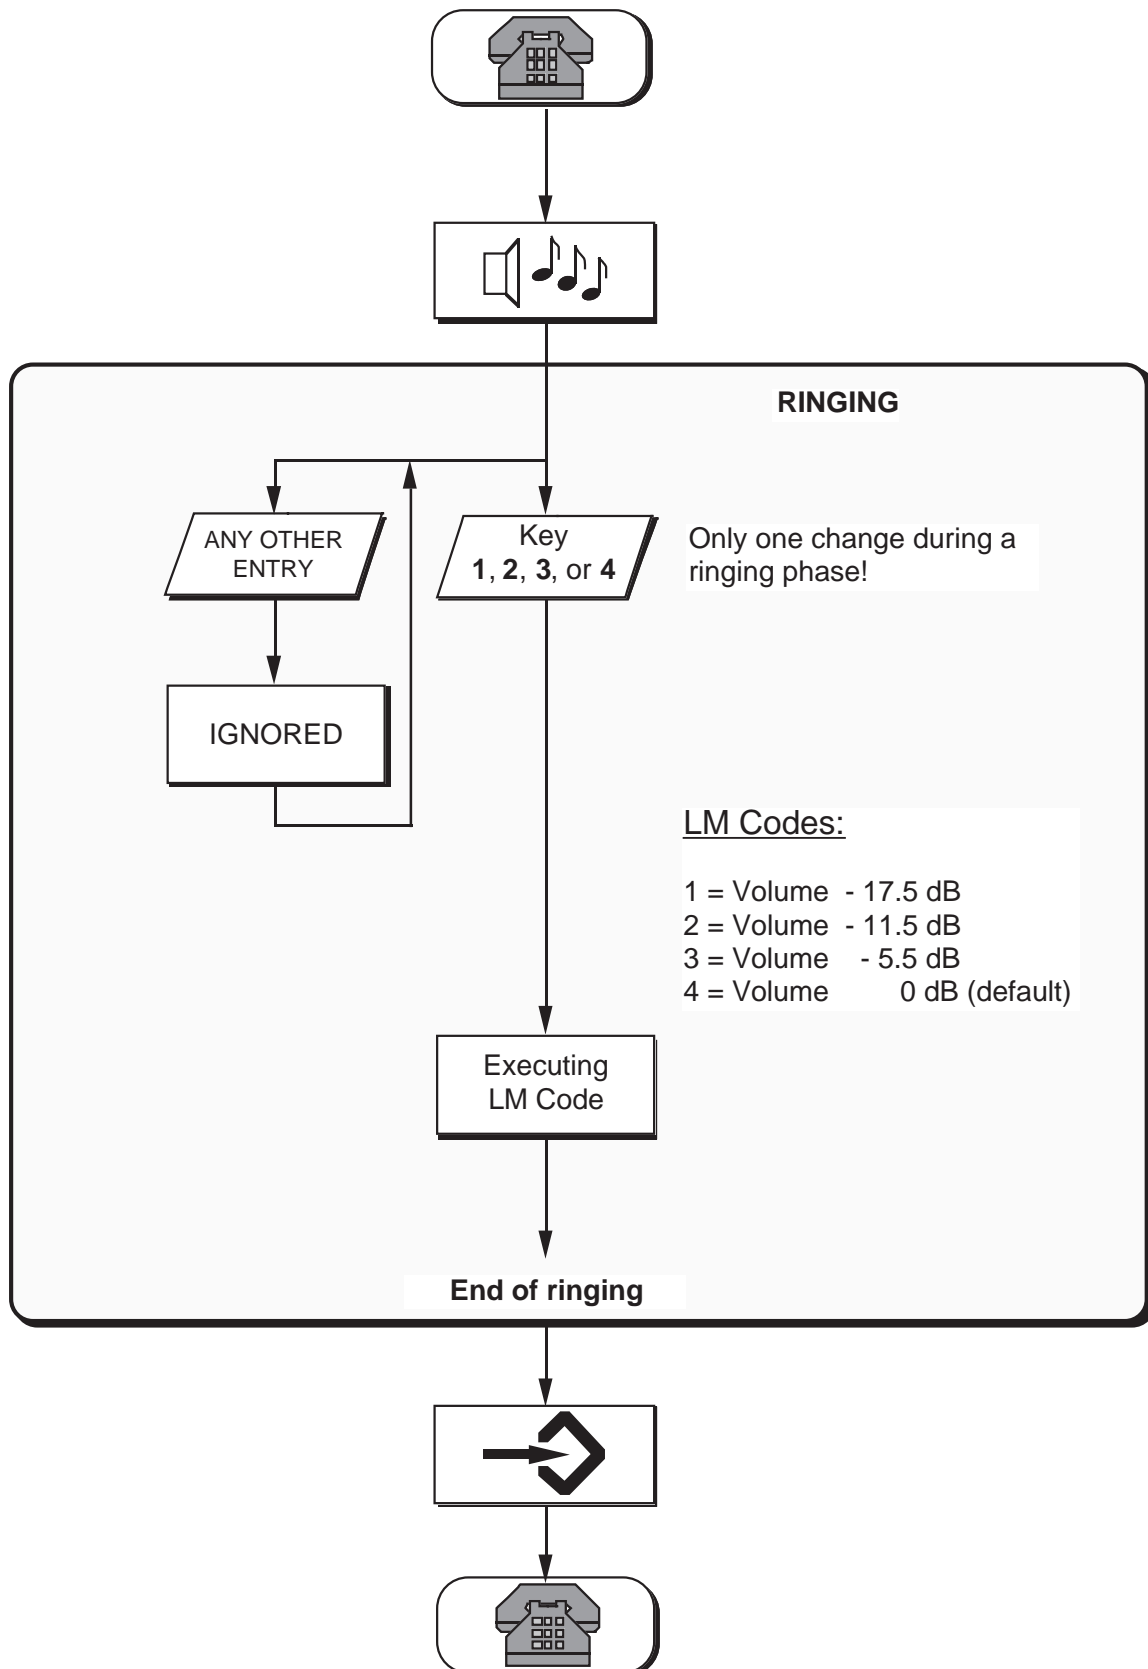 RINGING
ANY OTHER
ENTRY
Key
1, 2, 3, or 4
Only one change during a
ringing phase!
IGNORED
LM Codes:
1 = Volume - 17.5 dB
2 = Volume - 11.5 dB
3 = Volume - 5.5 dB
4 = Volume 0 dB (default)
Executing
LM Code
End of ringing